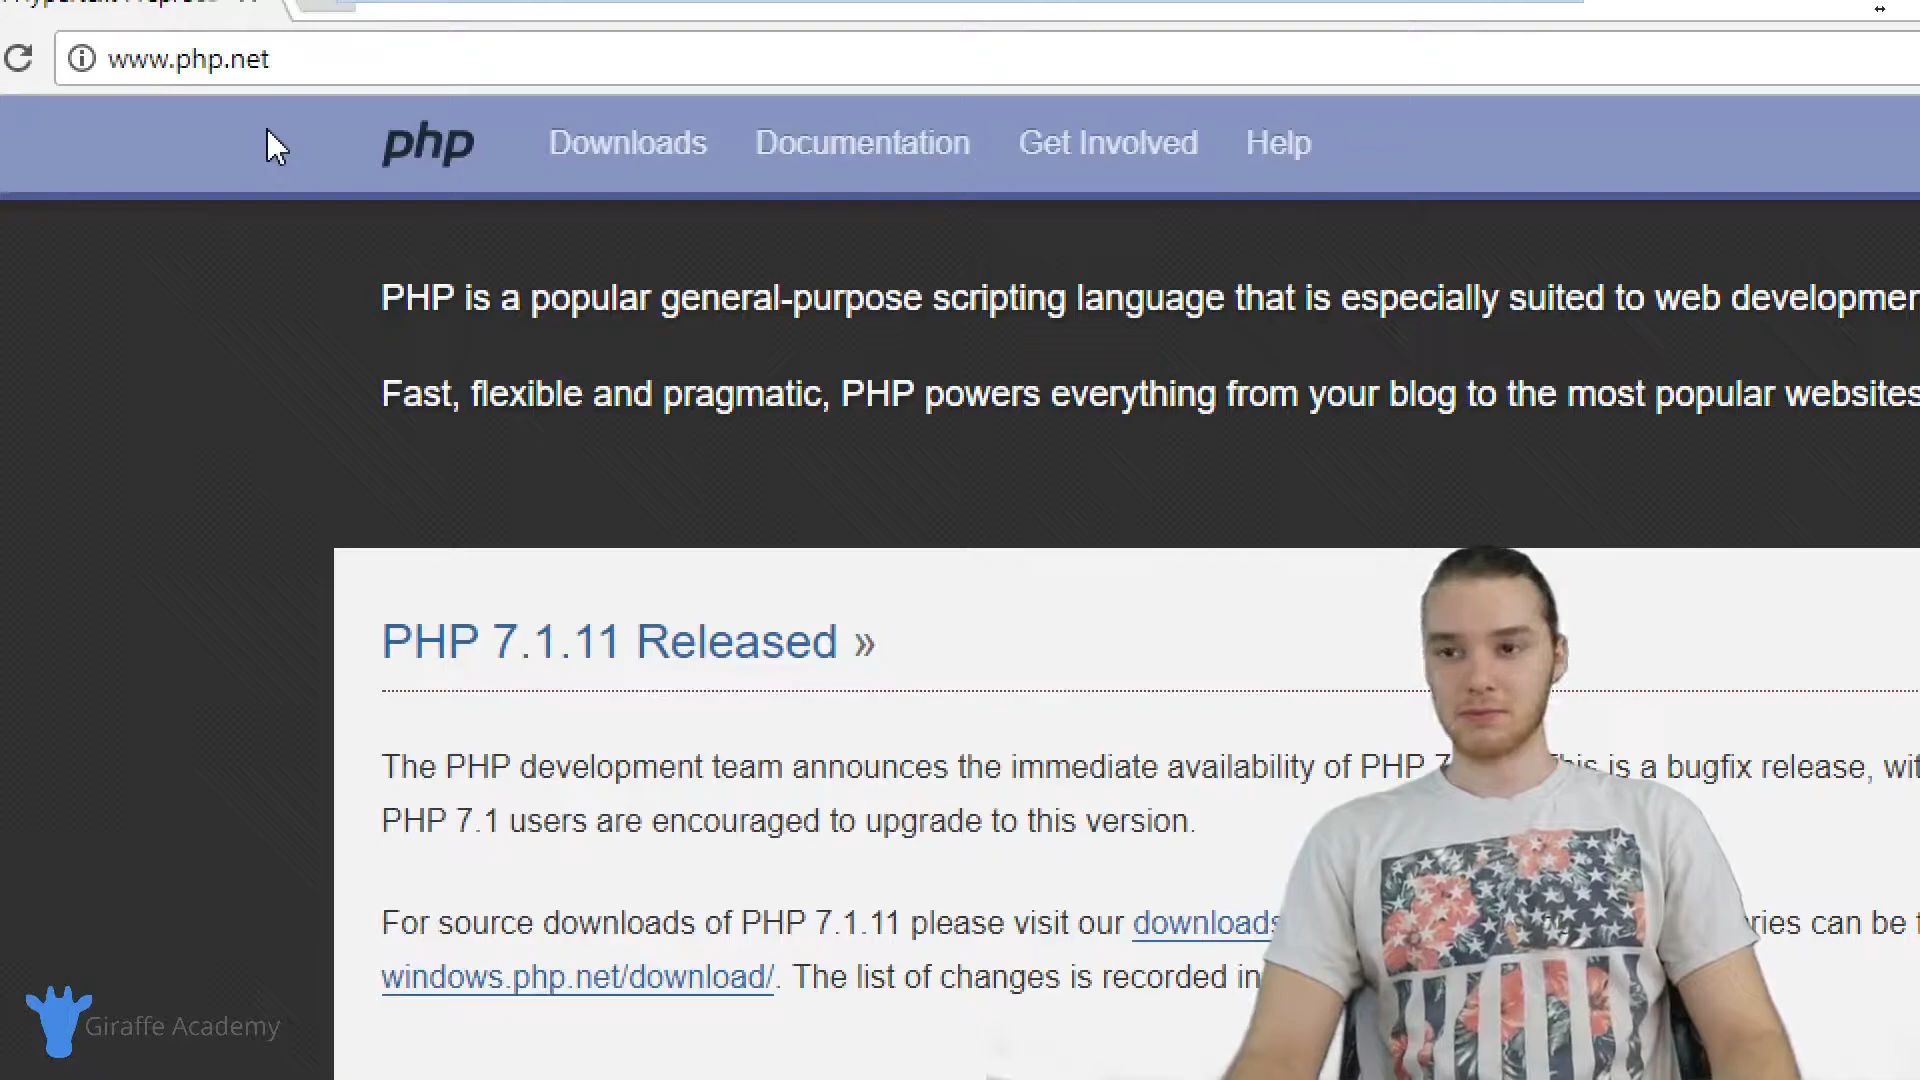 www.php.net
php Downloads Documentation Get Involved Help
PHP is a popular general-purpose scripting language that is especially suited to web
Fast, flexible and pragmatic, PHP powers everything from your blog to the most popular websites
PHP 7.1.11 Released »
The PHP development team announces the immediate availability of PHP is a bugfix release,
PHP 7.1 users are encouraged to upgrade to this version.
For source downloads of PHP 7.1.11 please visit our downloads can be
windows.php.net/download/. The list of changes is recorded in
Giraffe Academy